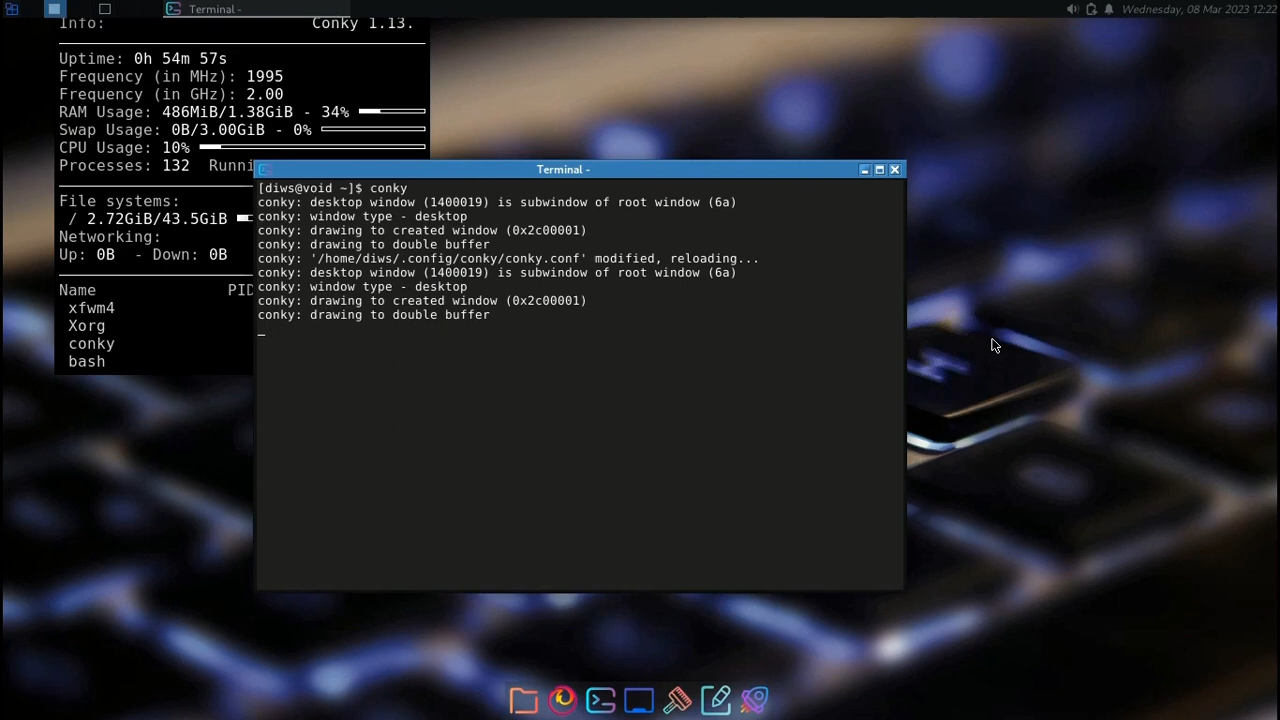 Terminal -
Wednesday, 08 Mar 2023 12:22
Info: Conky 1.13.
Uptime: 0h 54m 57s
Frequency (in MHz): 1995
Frequency (in GHz): 2.00
RAM Usage: 486MiB/1.38GiB - 34%
Swap Usage: 0B/3.00GiB - 0%
CPU Usage: 10%
Processes: 132 Runni
File systems:
/ 2.72GiB/43.5GiB
Networking:
Up: 0B - Down: 0B
Name PID
xfwm4
Xorg
conky
bash
Terminal -
[diws@void ~]$ conky
conky: desktop window (1400019) is subwindow of root window (6a)
conky: window type - desktop
conky: drawing to created window (0x2c00001)
conky: drawing to double buffer
conky: '/home/diws/.config/conky/conky.conf' modified, reloading...
conky: desktop window (1400019) is subwindow of root window (6a)
conky: window type - desktop
conky: drawing to created window (0x2c00001)
conky: drawing to double buffer